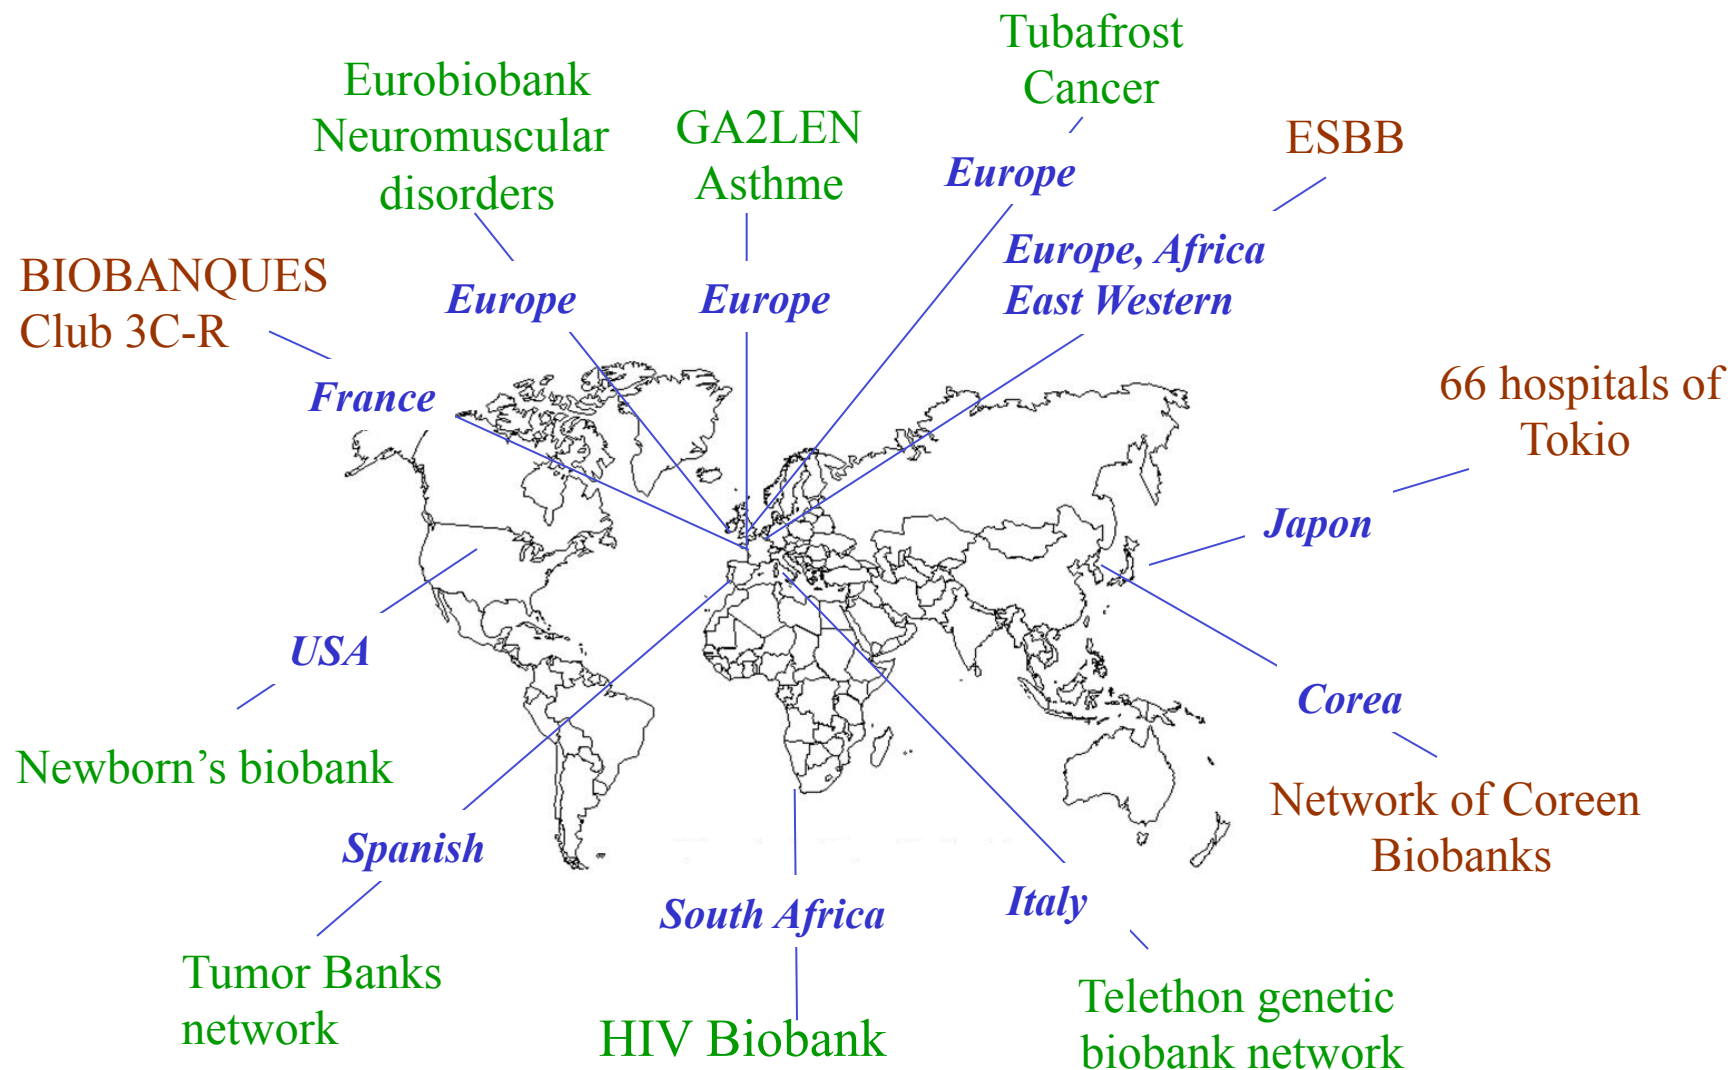 Tubafrost
Cancer
Eurobiobank
Neuromuscular
disorders
GA2LEN
Asthme
ESBB
Europe
Europe, Africa
East Western
BIOBANQUES
Club 3C-R
Europe
Europe
France
66 hospitals of
Tokio
Japon
USA
Corea
Newborn’s biobank
Network of Coreen
Biobanks
Spanish
South Africa
Italy
Tumor Banks
network
HIV Biobank
Telethon genetic
biobank network